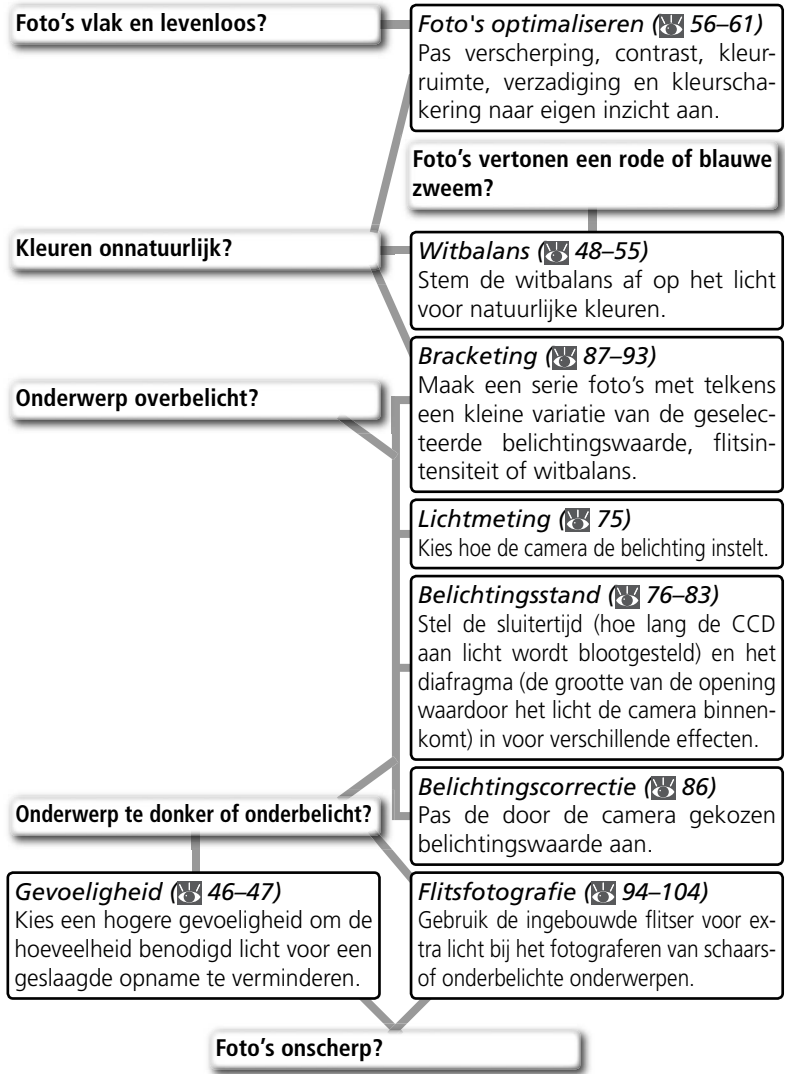 Foto's vlak en levenloos?
Foto's optimaliseren ( 56–61)
Pas verscherping, contrast, kleur-
ruimte, verzadiging en kleurscha-
kering naar eigen inzicht aan.
Foto's vertonen een rode of blauwe
zweem?
Kleuren onnatuurlijk?
Witbalans ( 48–55)
Stem de witbalans af op het licht
voor natuurlijke kleuren.
Bracketing ( 87–93)
Maak een serie foto's met telkens
een kleine variatie van de geselec-
teerde belichtingswaarde, flitsin-
tensiteit of witbalans.
Onderwerp overbelicht?
Lichtmeting ( 75)
Kies hoe de camera de belichting instelt.
Belichtingsstand ( 76–83)
Stel de sluitertijd (hoe lang de CCD
aan licht wordt blootgesteld) en het
diafragma (de grootte van de opening
waardoor het licht de camera binnen-
komt) in voor verschillende effecten.
Belichtingscorrectie ( 86)
Pas de door de camera gekozen
belichtingswaarde aan.
Onderwerp te donker of onderbelicht?
Gevoeligheid ( 46–47)
Kies een hogere gevoeligheid om de
hoeveelheid benodigd licht voor een
geslaagde opname te verminderen.
Flitsfotografie ( 94–104)
Gebruik de ingebouwde flitser voor ex-
tra licht bij het fotograferen van schaars-
of onderbelichte onderwerpen.
Foto's onscherp?